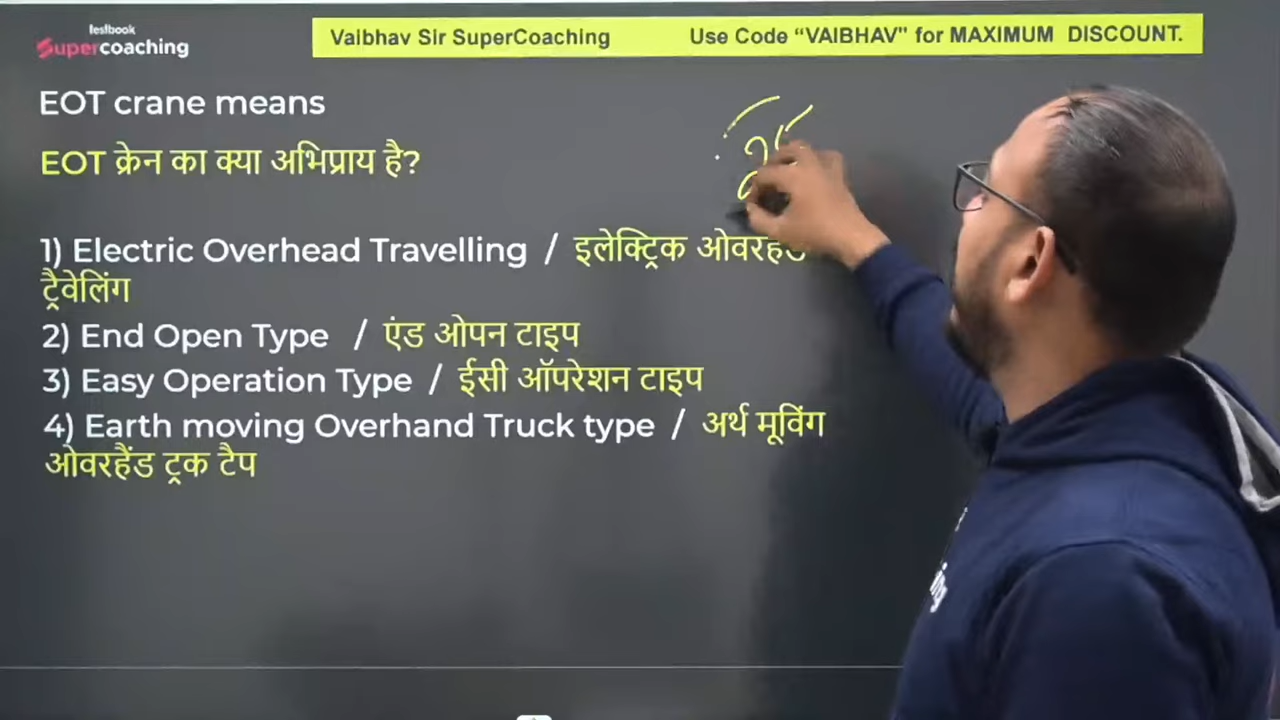 testbook
Supercoaching
Vaibhav Sir SuperCoaching Use Code “VAIBHAV” for MAXIMUM DISCOUNT.
EOT crane means
EOT क्रेन का क्या अभिप्राय है?
1) Electric Overhead Travelling / इलेक्ट्रिक ओवरहेड
ट्रैवेलिंग
2) End Open Type / एंड ओपन टाइप
3) Easy Operation Type / ईसी ऑपरेशन टाइप
4) Earth moving Overhand Truck type / अर्थ मूविंग
ओवरहैंड ट्रक टैप